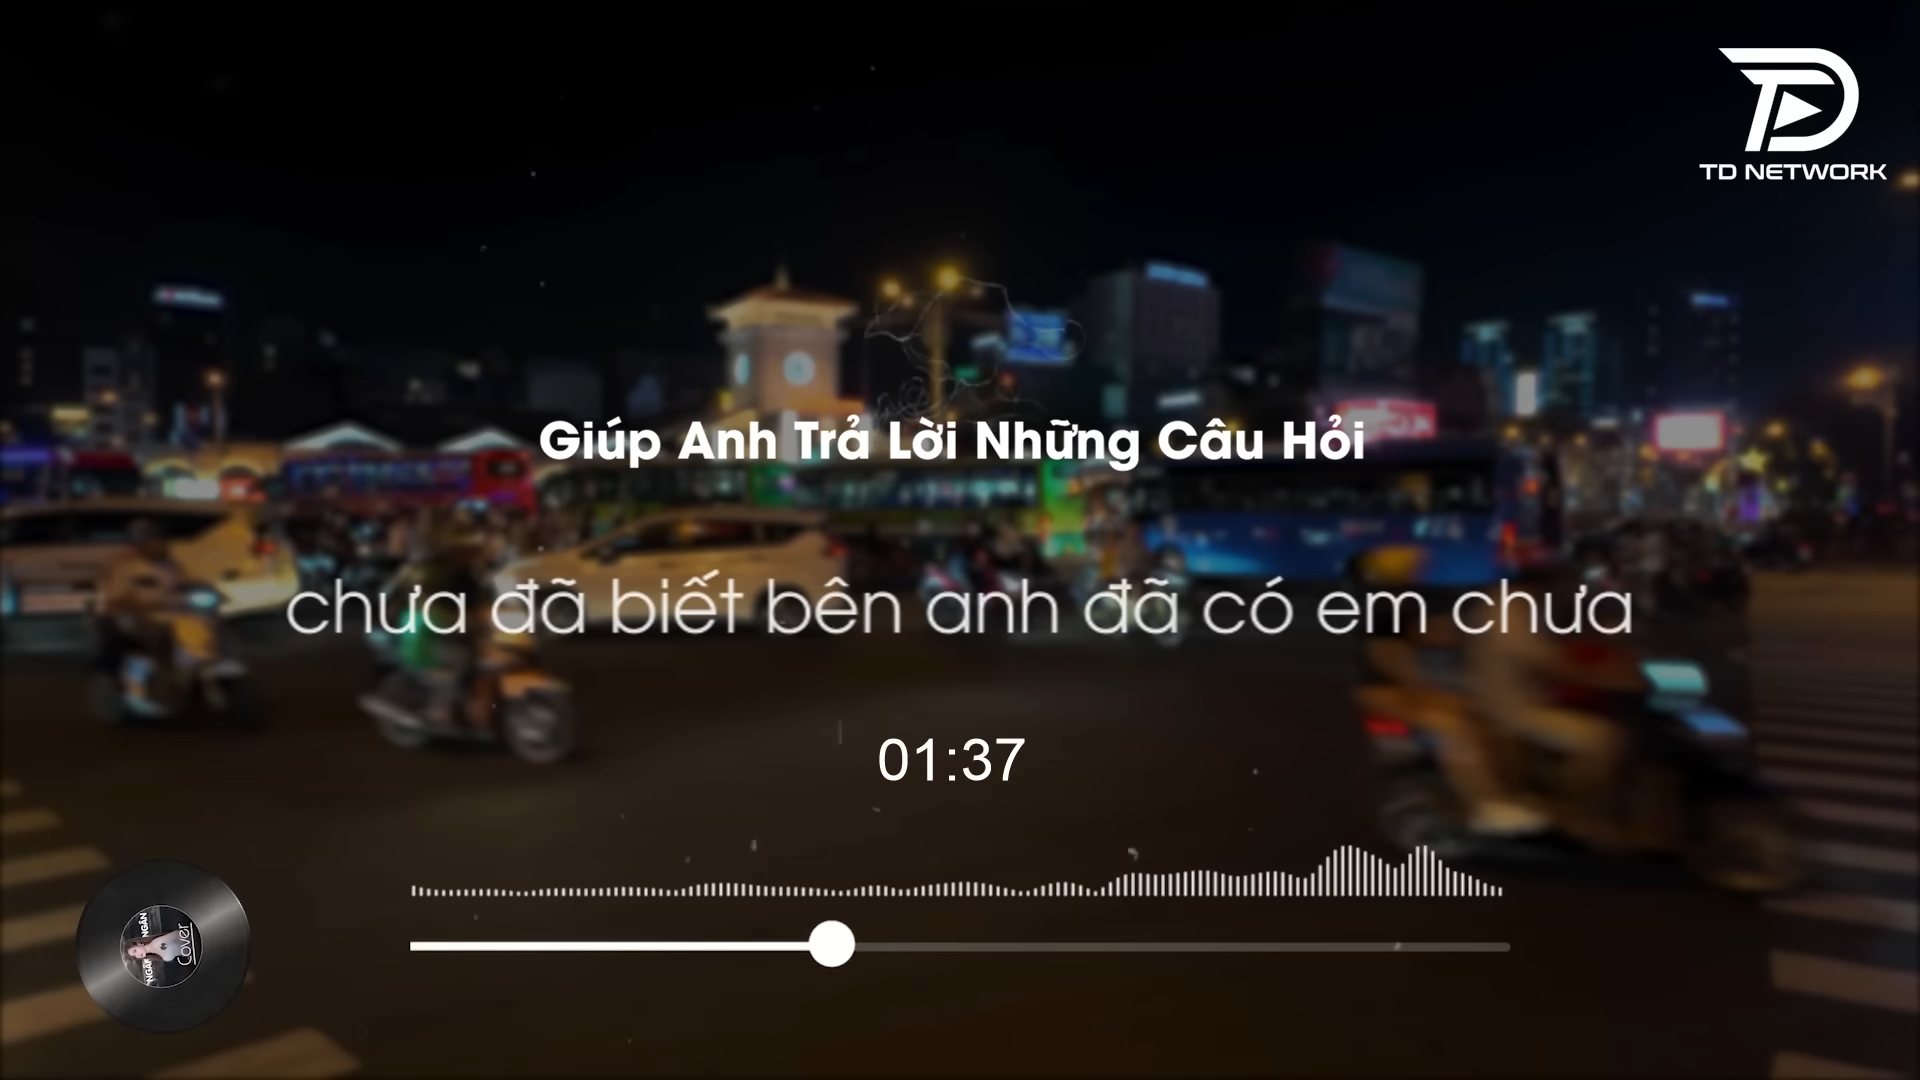 TD NETWORK
Giúp Anh Trả Lời Những Câu Hỏi
chưa đã biết bên anh đã có em chưa
01:37
NGÂN
NGÂN
Cover